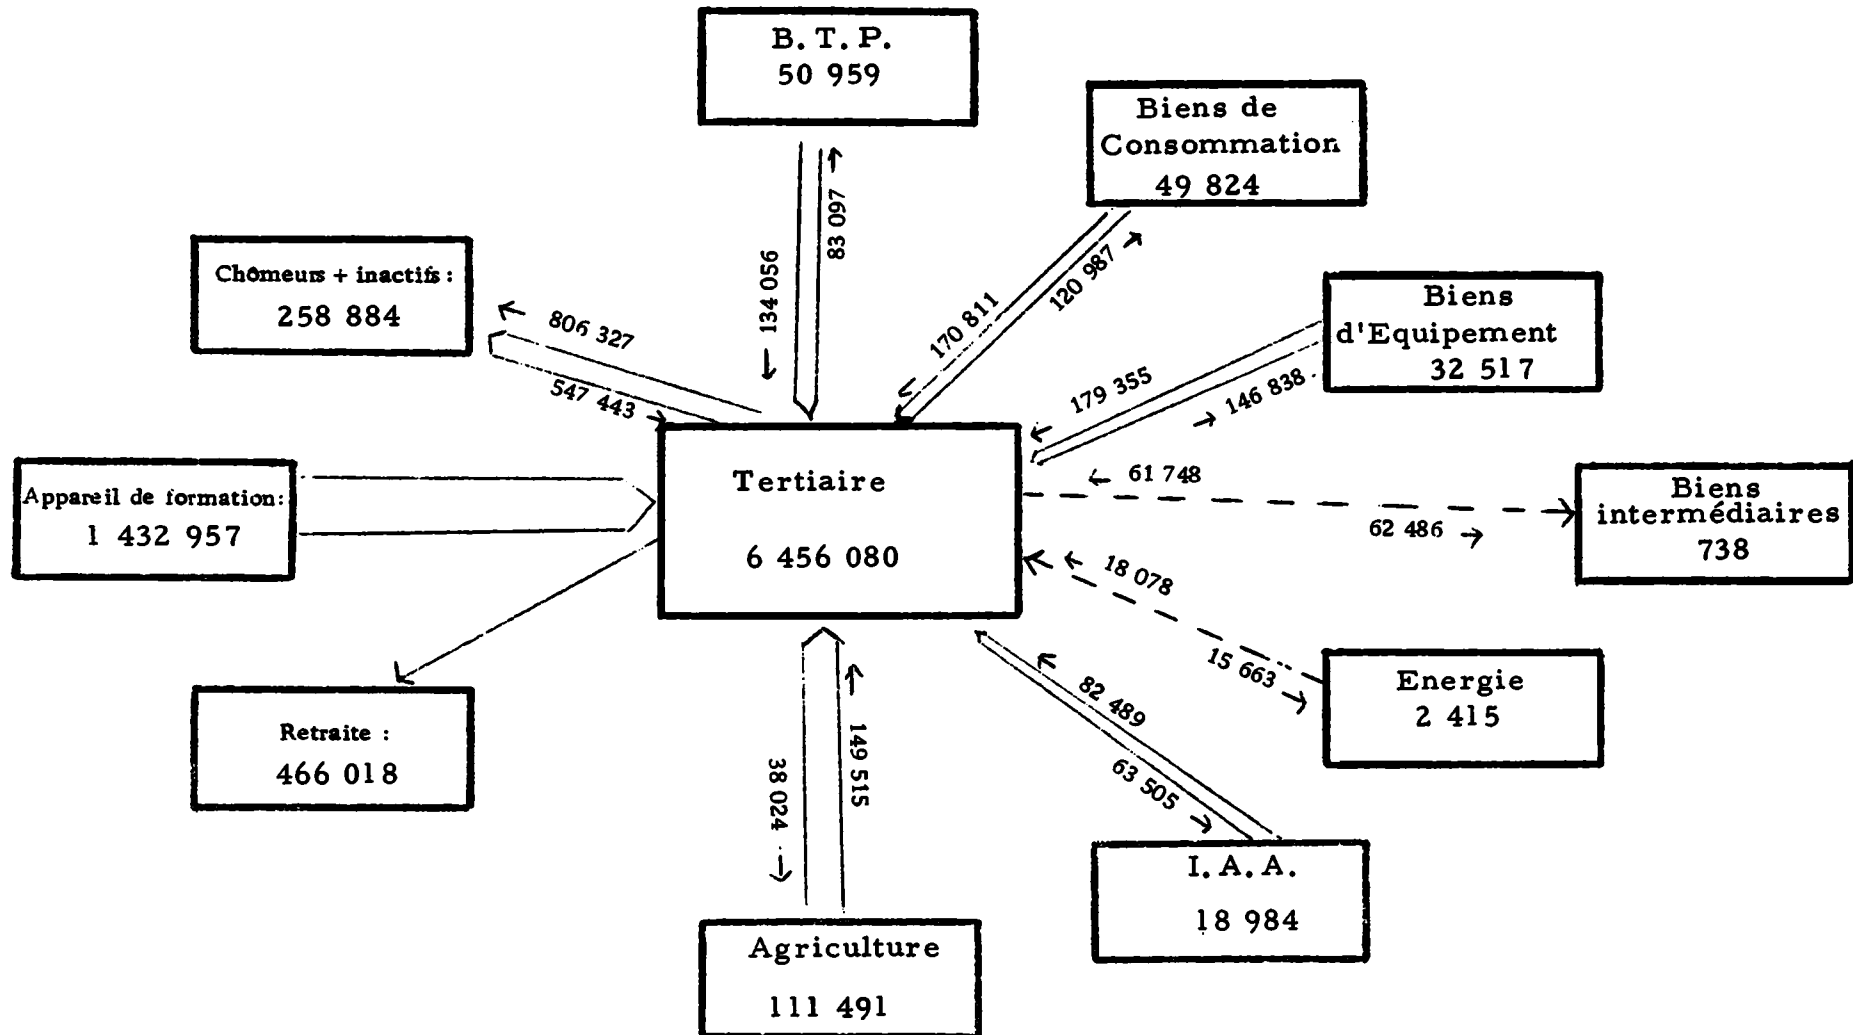 B. T. P.
50 959
Biens de
Consommation
49 824
83 097
134 056
120 987
170 811
Chômeurs + inactifs :
258 884
806 327
547 443
Biens
d'Equipement
32 517
179 355
146 838
Appareil de formation:
1 432 957
Tertiaire
6 456 080
61 748
62 486
Biens
intermédiaires
738
18 078
15 663
Energie
2 415
Retraite :
466 018
149 515
38 024
82 489
63 505
I. A. A.
18 984
Agriculture
111 491